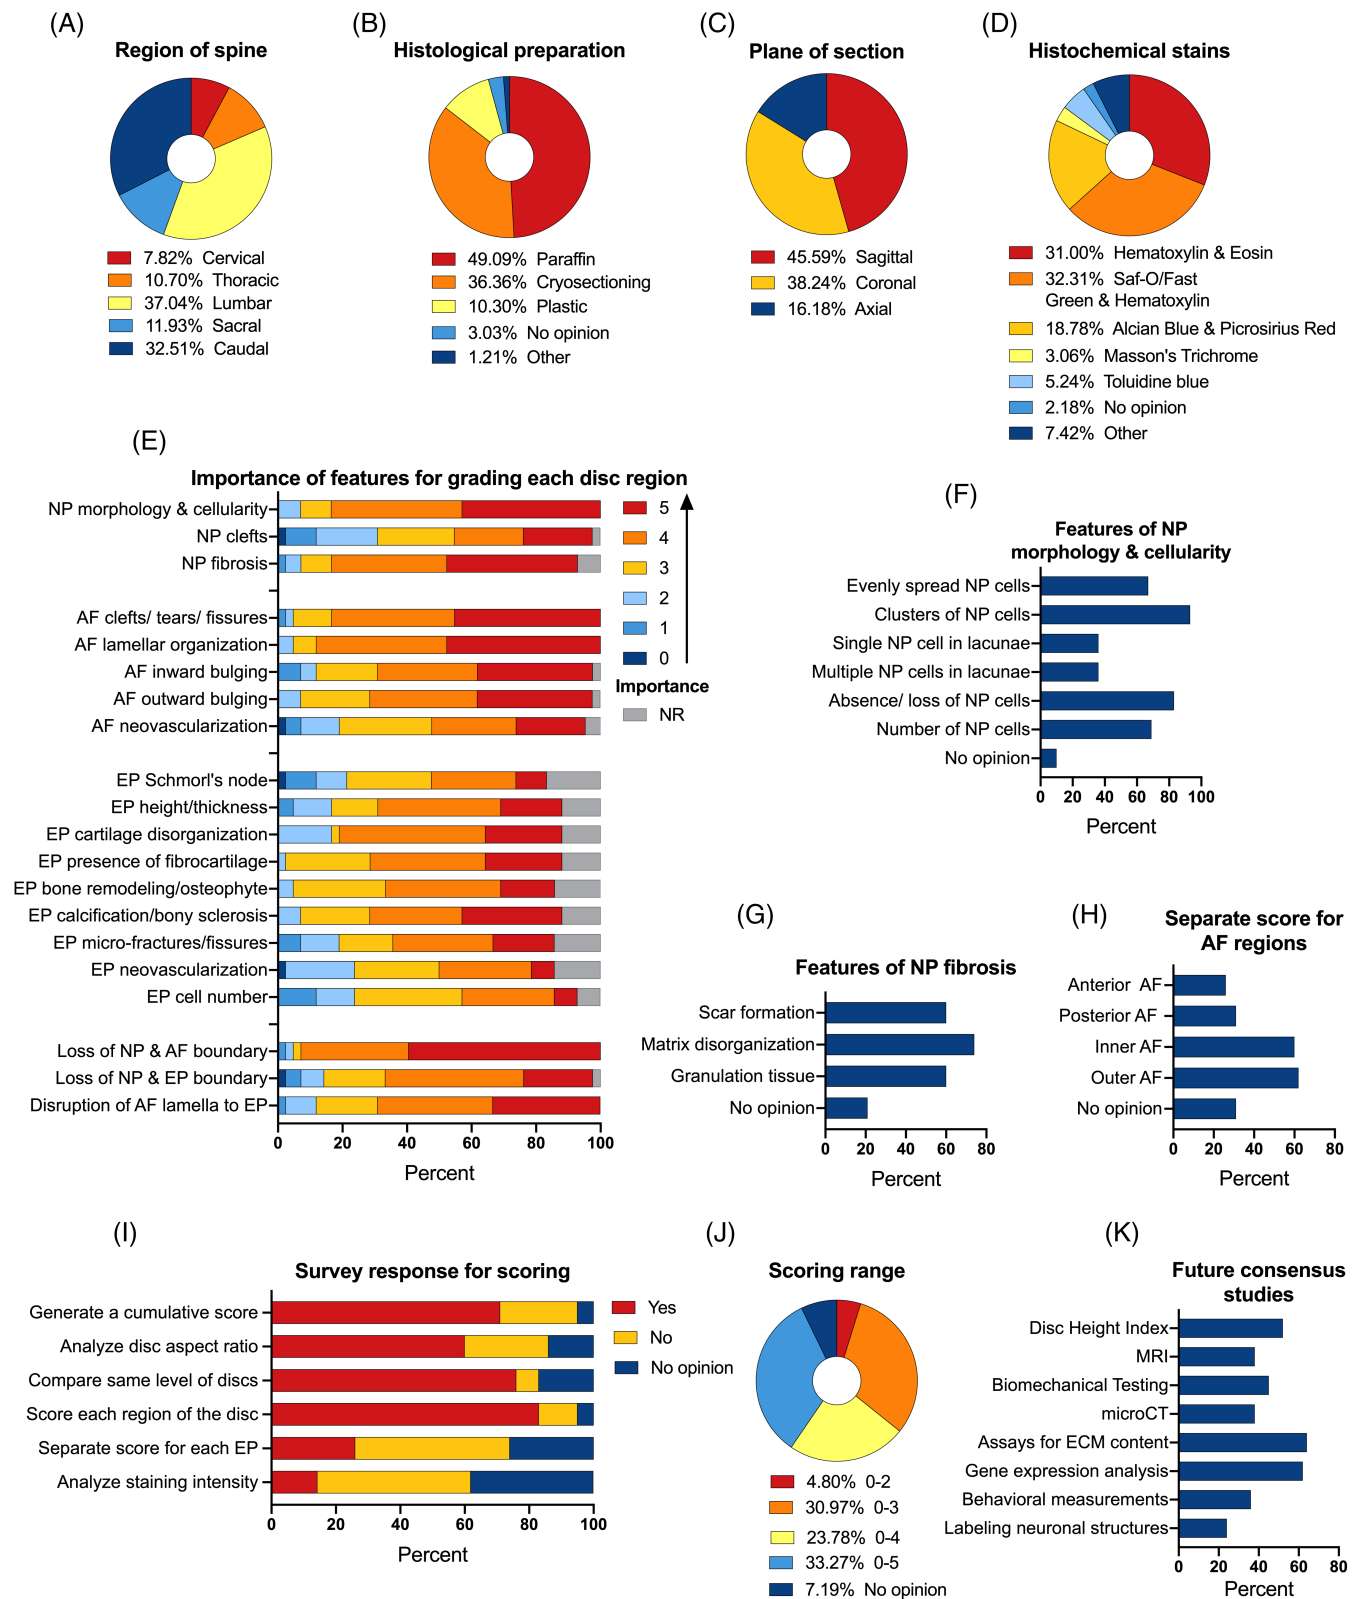 (A)
Region of spine
7.82% Cervical
10.70% Thoracic
37.04% Lumbar
11.93% Sacral
32.51% Caudal
(B)
Histological preparation
49.09% Paraffin
36.36% Cryosectioning
10.30% Plastic
3.03% No opinion
1.21% Other
(C)
Plane of section
45.59% Sagittal
38.24% Coronal
16.18% Axial
(D)
Histochemical stains
31.00% Hematoxylin & Eosin
32.31% Saf-O/Fast
Green & Hematoxylin
18.78% Alcian Blue & Picrosirius Red
3.06% Masson's Trichrome
5.24% Toluidine blue
2.18% No opinion
7.42% Other
(E)
Importance of features for grading each disc region
NP morphology & cellularity
NP clefts
NP fibrosis
AF clefts/ tears/ fissures
AF lamellar organization
AF inward bulging
AF outward bulging
AF neovascularization
EP Schmorl's node
EP height/thickness
EP cartilage disorganization
EP presence of fibrocartilage
EP bone remodeling/osteophyte
EP calcification/bony sclerosis
EP micro-fractures/fissures
EP neovascularization
EP cell number
Loss of NP & AF boundary
Loss of NP & EP boundary
Disruption of AF lamella to EP
0 20 40 60 80 100
Percent
5
4
3
2
1
0
Importance
NR
(F)
Features of NP
morphology & cellularity
Evenly spread NP cells
Clusters of NP cells
Single NP cell in lacunae
Multiple NP cells in lacunae
Absence/ loss of NP cells
Number of NP cells
No opinion
0 20 40 60 80 100
Percent
(G)
Features of NP fibrosis
Scar formation
Matrix disorganization
Granulation tissue
No opinion
0 20 40 60 80
Percent
(H)
Separate score for
AF regions
Anterior AF
Posterior AF
Inner AF
Outer AF
No opinion
0 20 40 60 80
Percent
(I)
Survey response for scoring
Generate a cumulative score
Analyze disc aspect ratio
Compare same level of discs
Score each region of the disc
Separate score for each EP
Analyze staining intensity
0 20 40 60 80 100
Percent
Yes
No
No opinion
(J)
Scoring range
4.80% 0-2
30.97% 0-3
23.78% 0-4
33.27% 0-5
7.19% No opinion
(K)
Future consensus
studies
Disc Height Index
MRI
Biomechanical Testing
microCT
Assays for ECM content
Gene expression analysis
Behavioral measurements
Labeling neuronal structures
0 20 40 60 80
Percent